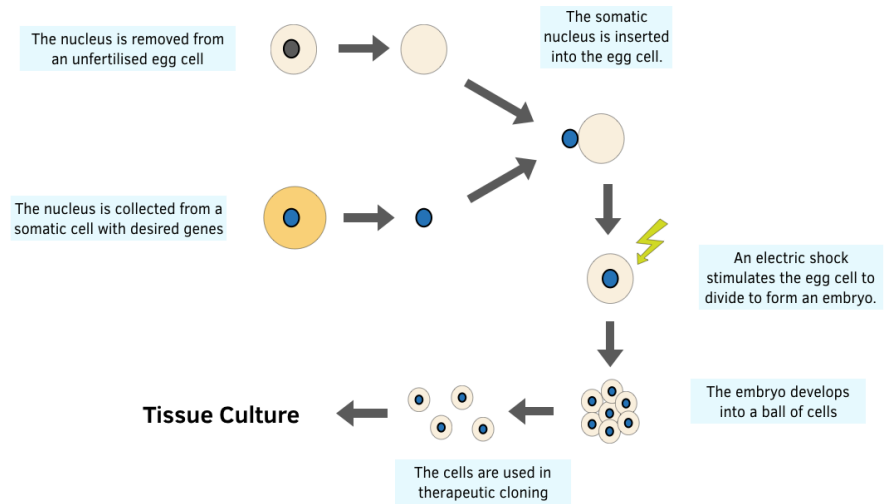 The nucleus is removed from
an unfertilised egg cell
The somatic
nucleus is inserted
into the egg cell.
The nucleus is collected from a
somatic cell with desired genes
An electric shock
stimulates the egg cell to
divide to form an embryo.
The embryo develops
into a ball of cells
Tissue Culture
The cells are used in
therapeutic cloning